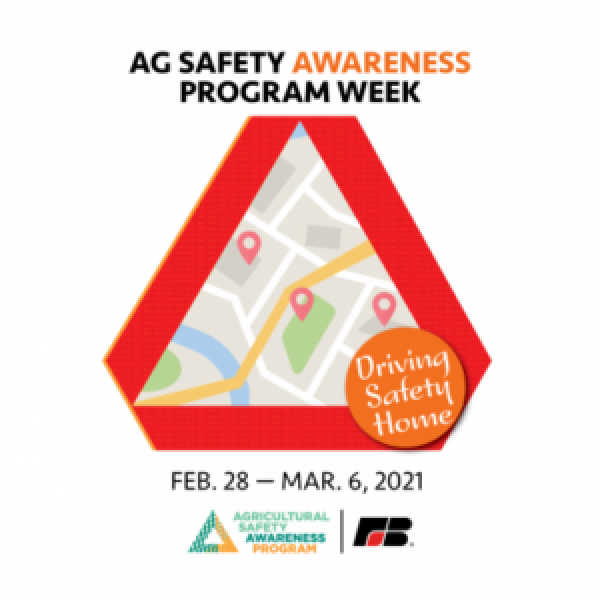 AG SAFETY AWARENESS
PROGRAM WEEK
Driving
Safety
Home
FEB. 28 — MAR. 6, 2021
AGRICULTURAL
SAFETY
AWARENESS
PROGRAM
FB